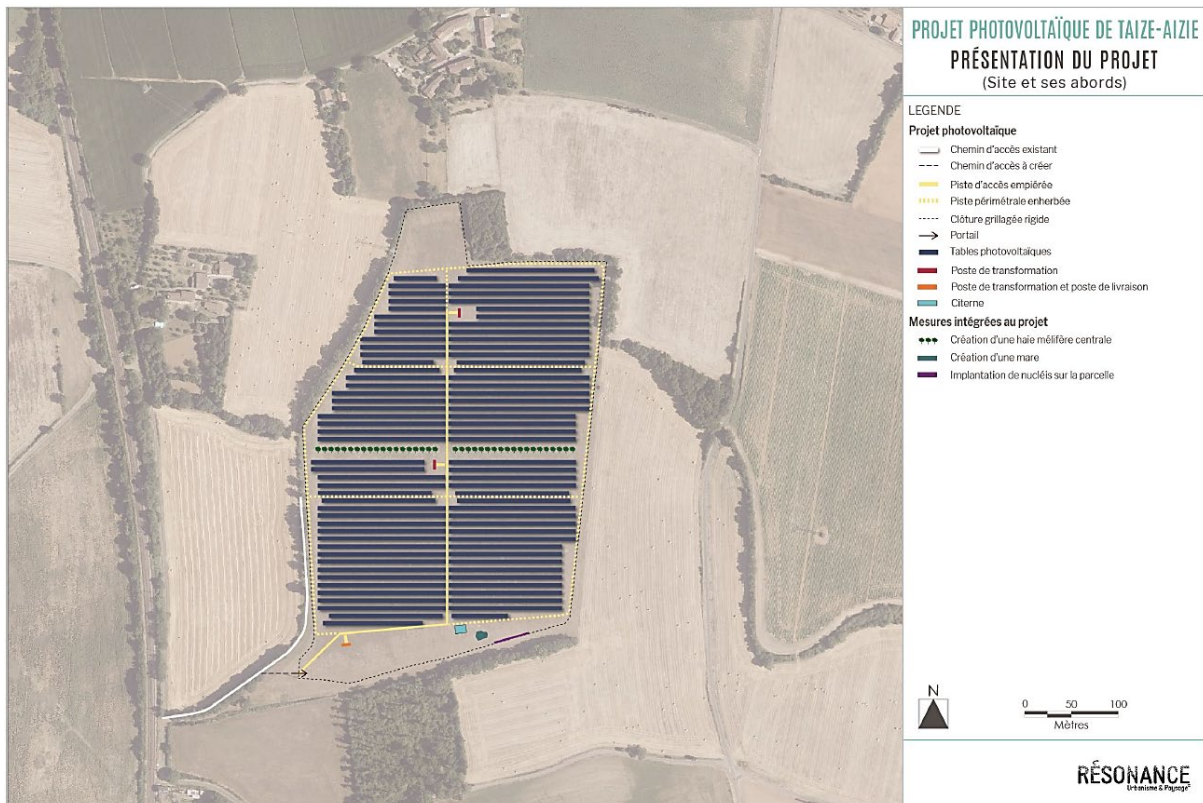 PROJET PHOTOVOLTAÏQUE DE TAIZE-AIZIE
PRÉSENTATION DU PROJET
(Site et ses abords)
LEGENDE
Projet photovoltaïque
Chemin d'accès existant
Chemin d'accès à créer
Piste d'accès empiérée
Piste périmétrale enherbée
Clôture grillagée rigide
Portail
Tables photovoltaïques
Poste de transformation
Poste de transformation et poste de livraison
Citerne
Mesures intégrées au projet
Création d'une haie mélifère centrale
Création d'une mare
Implantation de nucléis sur la parcelle
N
0 50 100
Mètres
RÉSONANCE
Urbanisme & Paysage